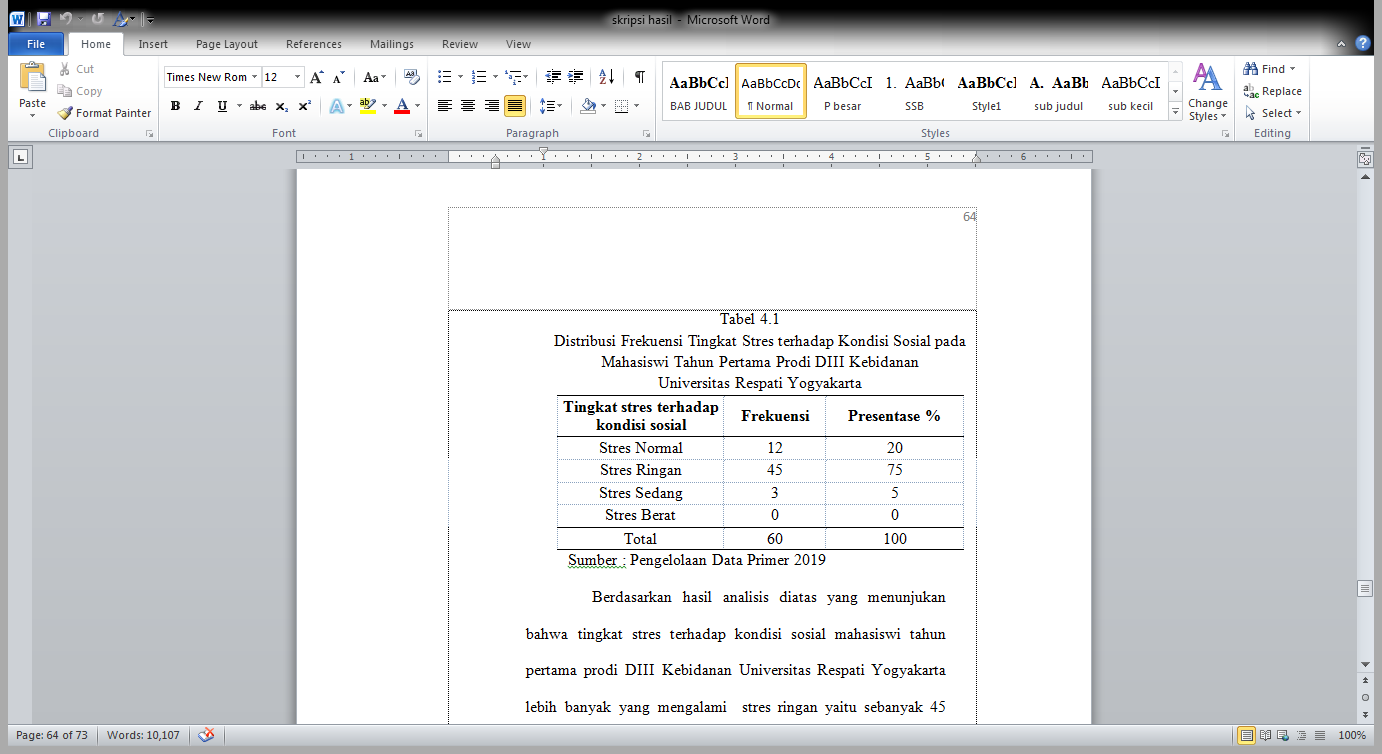 skripsi hasil - Microsoft Word
File Home Insert Page Layout References Mailings Review View
Paste
Cut
Copy
Format Painter
Clipboard
Times New Rom 12
Font
Paragraph
AaBbCcI AaBbCcDc AaBbCcI 1. AaBb( AaBbCcI A. AaBb AaBbCcI
BAB JUDUL ¶ Normal P besar SSB Style1 sub judul sub kecil
Styles
Change Styles
Find
Replace
Select
Editing
1 1 2 3 4 5 6
64
Tabel 4.1
Distribusi Frekuensi Tingkat Stres terhadap Kondisi Sosial pada
Mahasiswi Tahun Pertama Prodi DIII Kebidanan
Universitas Respati Yogyakarta
Tingkat stres terhadap kondisi sosial Frekuensi Presentase %
Stres Normal 12 20
Stres Ringan 45 75
Stres Sedang 3 5
Stres Berat 0 0
Total 60 100
Sumber : Pengelolaan Data Primer 2019
Berdasarkan hasil analisis diatas yang menunjukan
bahwa tingkat stres terhadap kondisi sosial mahasiswi tahun
pertama prodi DIII Kebidanan Universitas Respati Yogyakarta
lebih banyak yang mengalami stres ringan yaitu sebanyak 45
Page: 64 of 73 Words: 10,107 100%